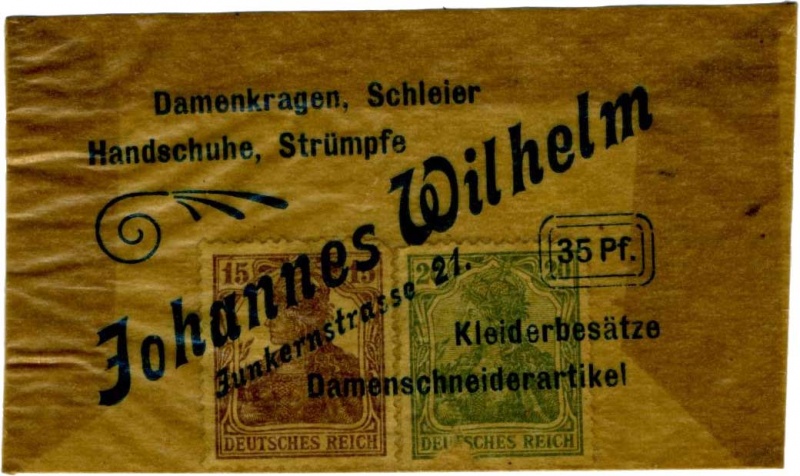 Damenkragen, Schleier
Handschuhe, Strümpfe
Johannes Wilhelm
Junkernstrasse 21.
35 Pf.
Kleiderbesätze
Damenschneiderartikel
15 15
DEUTSCHES REICH
20 20
DEUTSCHES REICH